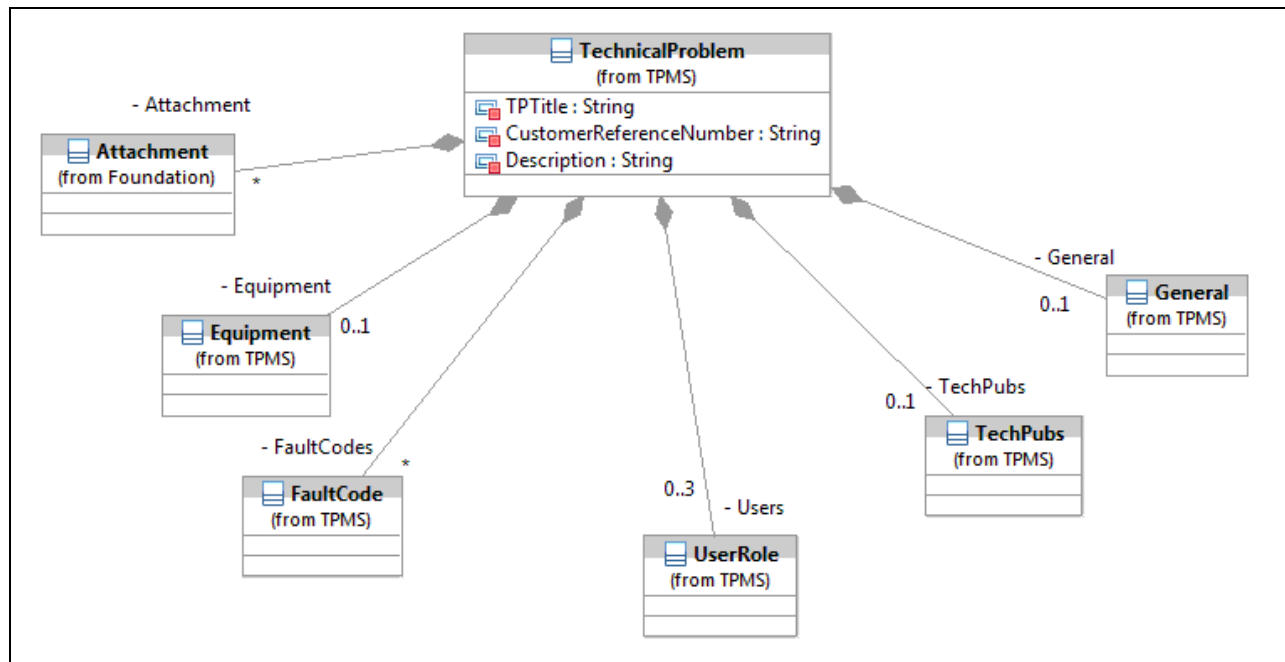 TechnicalProblem
(from TPMS)
TPTitle : String
CustomerReferenceNumber : String
Description : String
- Attachment
Attachment
(from Foundation)
*
- Equipment
0..1
Equipment
(from TPMS)
- FaultCodes
*
FaultCode
(from TPMS)
0..3
- Users
UserRole
(from TPMS)
- TechPubs
0..1
TechPubs
(from TPMS)
- General
0..1
General
(from TPMS)